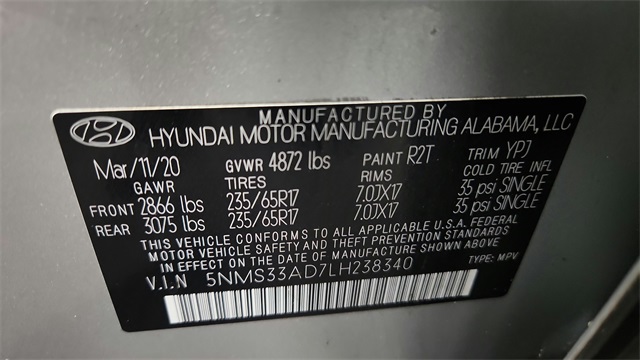 MANUFACTURED BY
HYUNDAI MOTOR MANUFACTURING ALABAMA, LLC
Mar/11/20 GVWR 4872 lbs PAINT R2T TRIM YPJ
GAWR TIRES RIMS COLD TIRE INFL
FRONT 2866 lbs 235/65R17 7.0JX17 35 psi SINGLE
REAR 3075 lbs 235/65R17 7.0JX17 35 psi SINGLE
THIS VEHICLE CONFORMS TO ALL APPLICABLE U.S.A. FEDERAL
MOTOR VEHICLE SAFETY AND THEFT PREVENTION STANDARDS
IN EFFECT ON THE DATE OF MANUFACTURE SHOWN ABOVE.
V.I.N 5NMS33AD7LH238340 TYPE: MPV